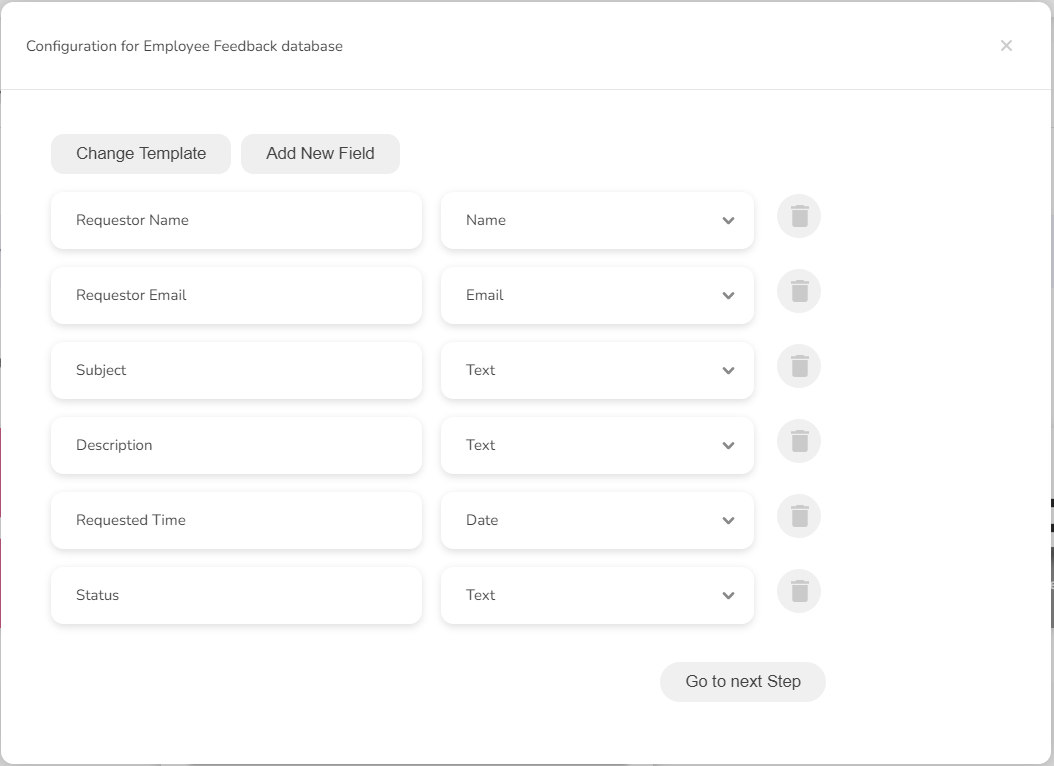 Configuration for Employee Feedback database
Change Template Add New Field
Requestor Name Name
Requestor Email Email
Subject Text
Description Text
Requested Time Date
Status Text
Go to next Step